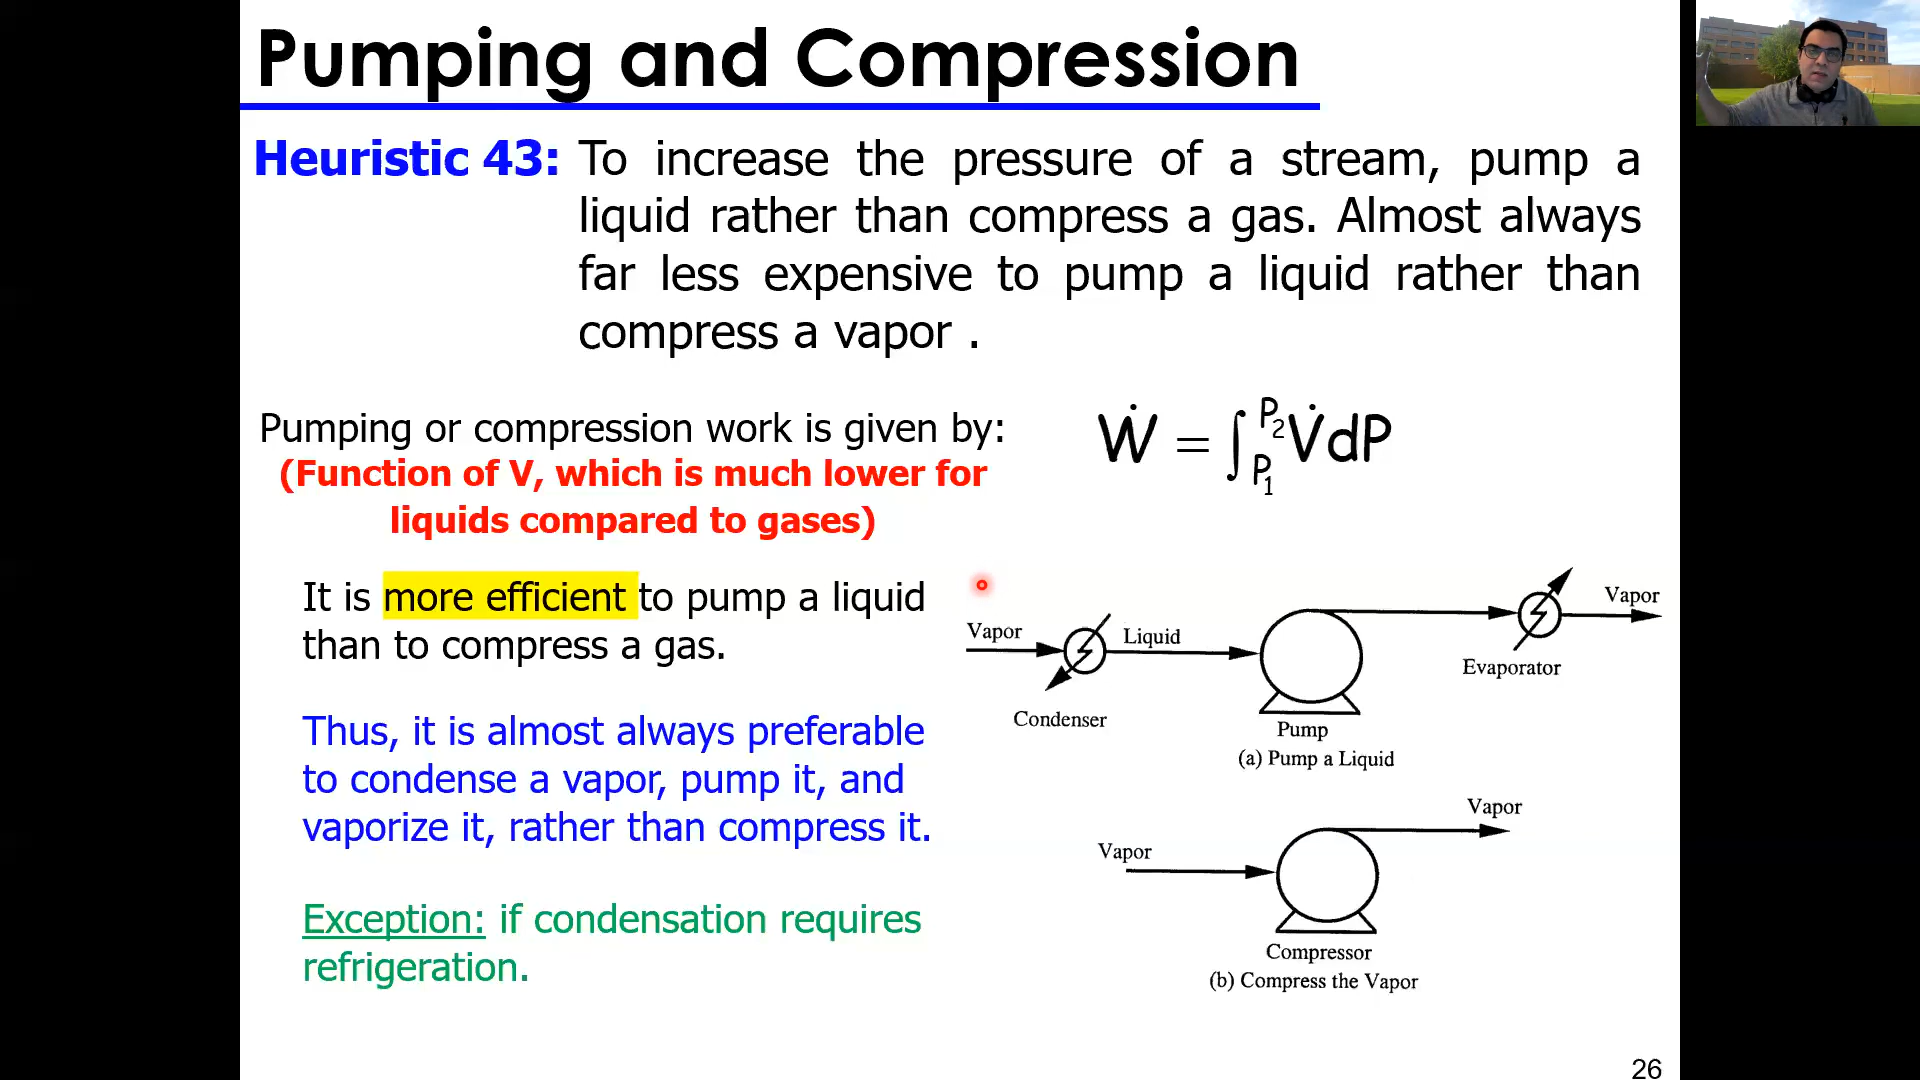 Pumping and Compression
Heuristic 43: To increase the pressure of a stream, pump a
liquid rather than compress a gas. Almost always
far less expensive to pump a liquid rather than
compress a vapor .
Pumping or compression work is given by:
(Function of V, which is much lower for
liquids compared to gases)
Ẇ = ∫_{P₁}^{P₂} V̇dP
It is more efficient to pump a liquid
than to compress a gas.
Thus, it is almost always preferable
to condense a vapor, pump it, and
vaporize it, rather than compress it.
Exception: if condensation requires
refrigeration.
Vapor
Condenser
Liquid
Pump
Evaporator
Vapor
(a) Pump a Liquid
Vapor
Vapor
Compressor
(b) Compress the Vapor
26